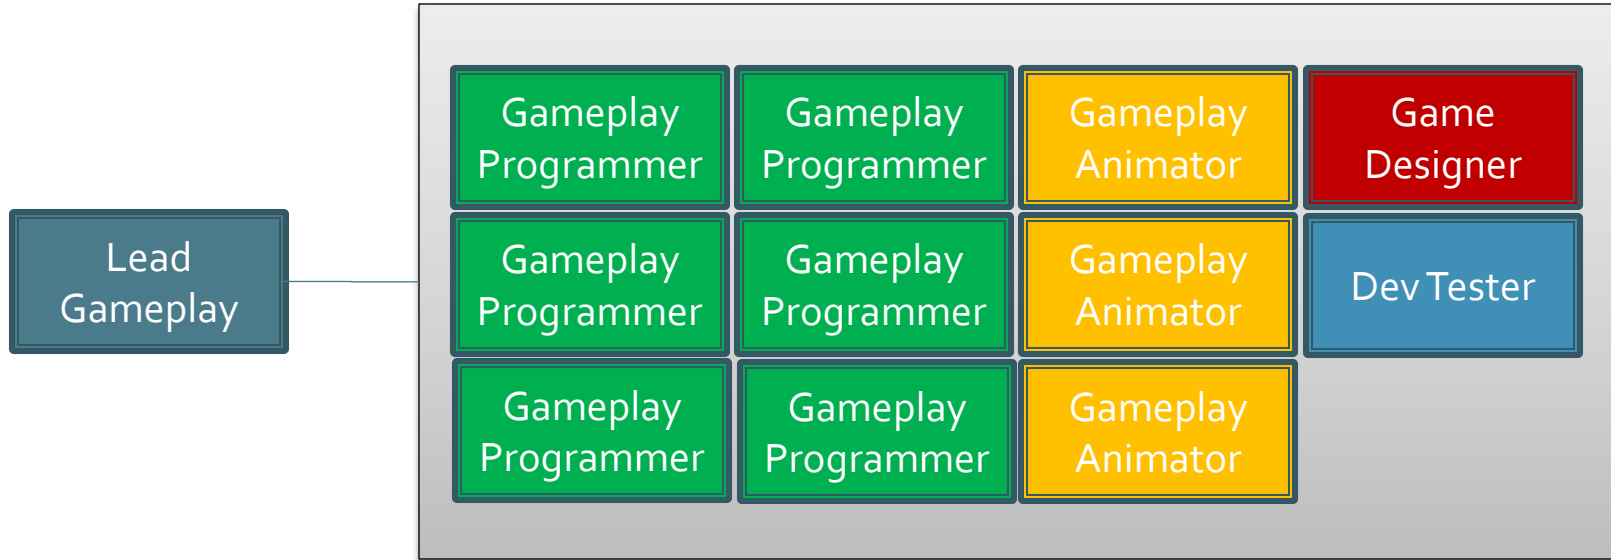 Lead
Gameplay
Gameplay
Programmer
Gameplay
Programmer
Gameplay
Animator
Game
Designer
Gameplay
Programmer
Gameplay
Programmer
Gameplay
Animator
Dev Tester
Gameplay
Programmer
Gameplay
Programmer
Gameplay
Animator